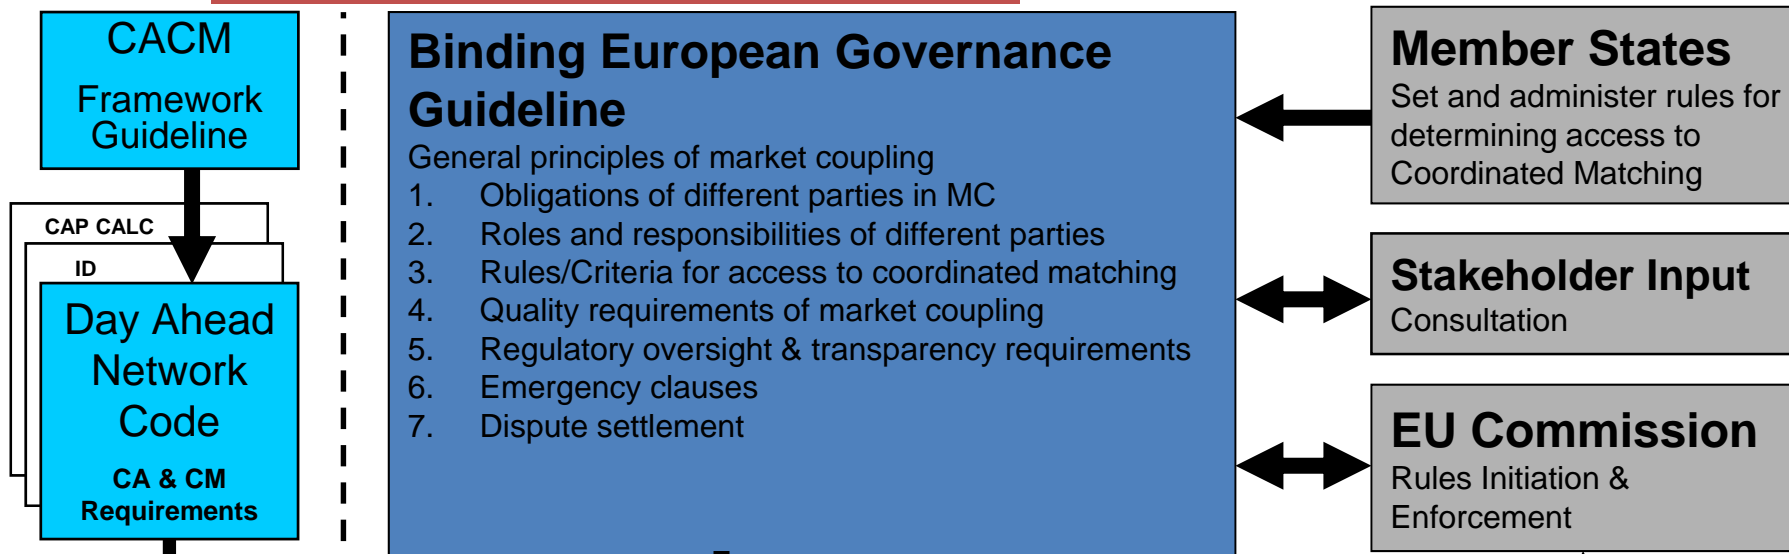 CACM
Framework
Guideline
CAP CALC
ID
Day Ahead
Network
Code
CA & CM
Requirements
Binding European Governance
Guideline
General principles of market coupling
1. Obligations of different parties in MC
2. Roles and responsibilities of different parties
3. Rules/Criteria for access to coordinated matching
4. Quality requirements of market coupling
5. Regulatory oversight & transparency requirements
6. Emergency clauses
7. Dispute settlement
Member States
Set and administer rules for
determining access to
Coordinated Matching
Stakeholder Input
Consultation
EU Commission
Rules Initiation &
Enforcement